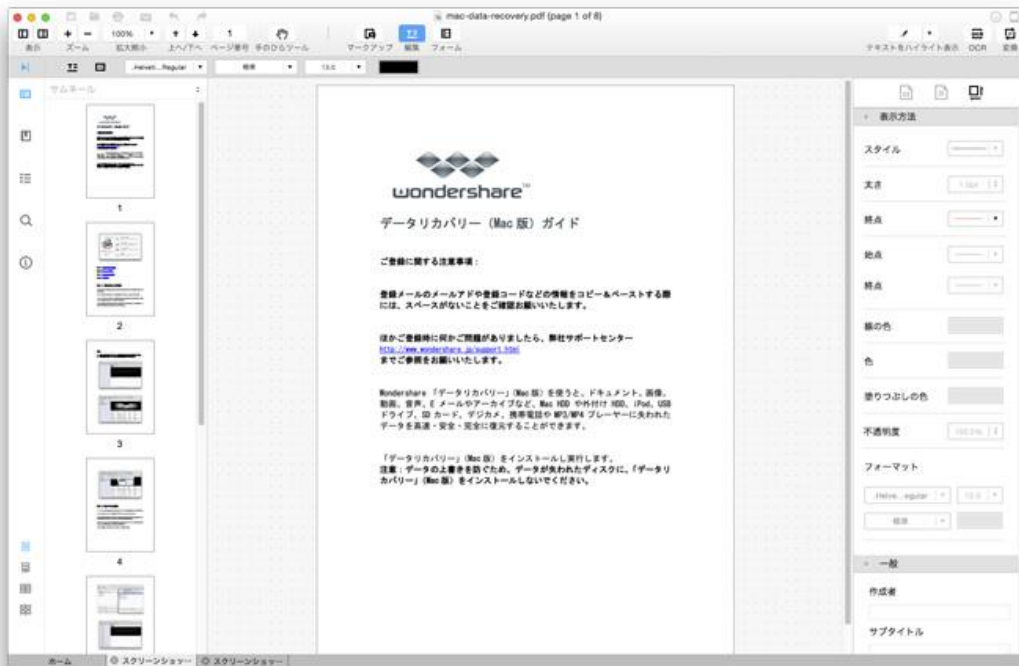 mac-data-recovery.pdf (page 1 of 8)
100%
1
表示
ズーム
拡大縮小
上へ/下へ
ページ番号
手のひらツール
マークアップ
編集
フォーム
テキストをハイライト表示
OCR
変換
標準
サムネール
1
2
3
4
wondershare™
データリカバリー（Mac 版）ガイド
ご登録に関する注意事項：
登録メールのメールアドや登録コードなどの情報をコピー&ペーストする際
には、スペースがないことをご確認お願いいたします。
ほかご登録時に何かご問題がありましたら、弊社サポートセンター
http://www.wondershare.jp/support.html
までご参照をお願いいたします。
Wondershare 「データリカバリー」（Mac 版）を使うと、ドキュメント、画像、
動画、音声、E メールやアーカイブなど、Mac HDD や外付け HDD、iPod、USB
ドライブ、SD カード、デジカメ、携帯電話や MP3/MP4 プレーヤーに失われた
データを高速・安全・完全に復元することができます。
「データリカバリー」（Mac 版）をインストールし実行します。
注意：データの上書きを防ぐため、データが失われたディスクに、「データリ
カバリー」（Mac 版）をインストールしないでください。
表示方法
スタイル
太さ
終点
始点
終点
線の色
色
塗りつぶしの色
不透明度
フォーマット
標準
一般
作成者
サブタイトル
ホーム
スクリーンショッ…
スクリーンショッ…